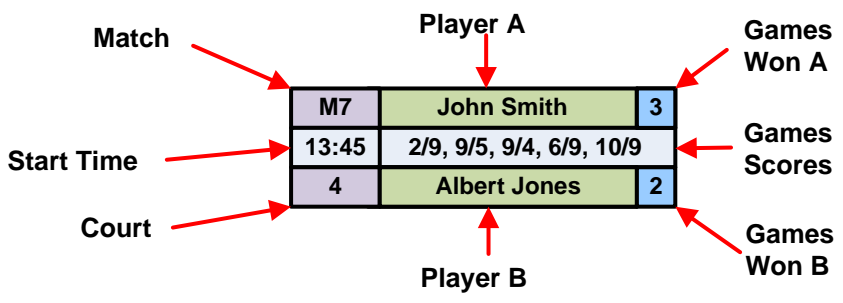 Player A
Match
Games
Won A
M7 John Smith 3
Start Time
13:45 2/9, 9/5, 9/4, 6/9, 10/9
Games
Scores
4 Albert Jones 2
Court
Player B
Games
Won B